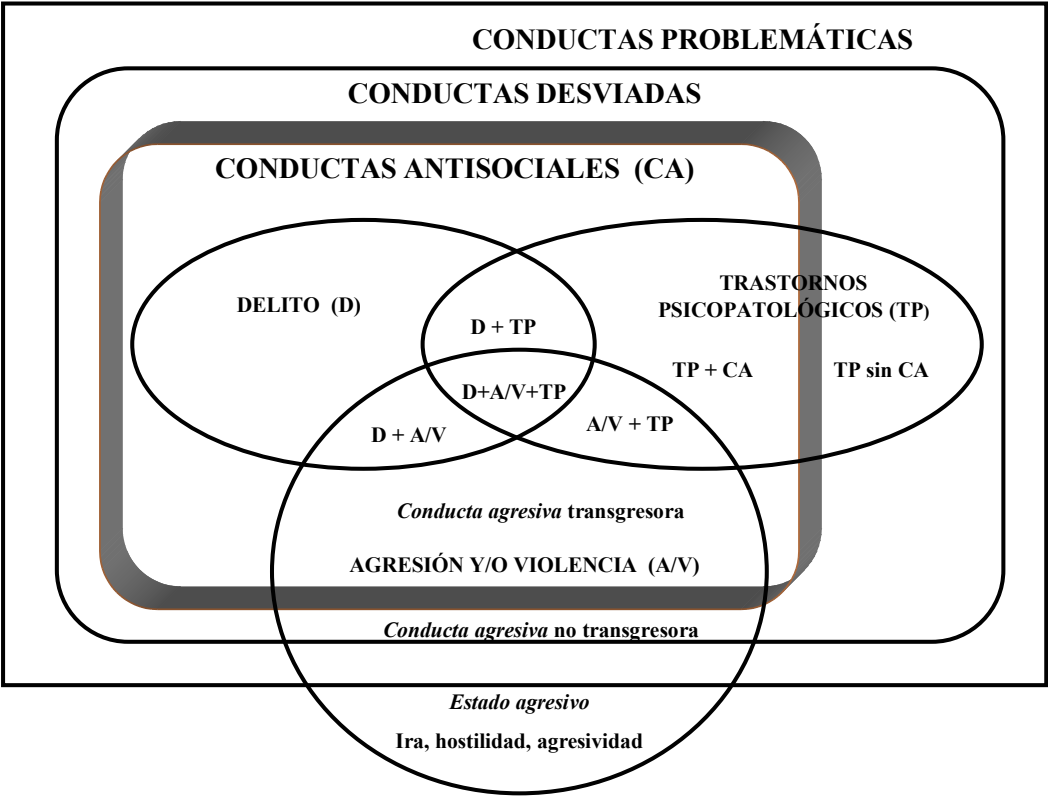 CONDUCTAS PROBLEMÁTICAS
CONDUCTAS DESVIADAS
CONDUCTAS ANTISOCIALES (CA)
DELITO (D)
D + TP
TRASTORNOS
PSICOPATOLÓGICOS (TP)
TP + CA
TP sin CA
D+A/V+TP
D + A/V
A/V + TP
Conducta agresiva transgresora
AGRESIÓN Y/O VIOLENCIA (A/V)
Conducta agresiva no transgresora
Estado agresivo
Ira, hostilidad, agresividad